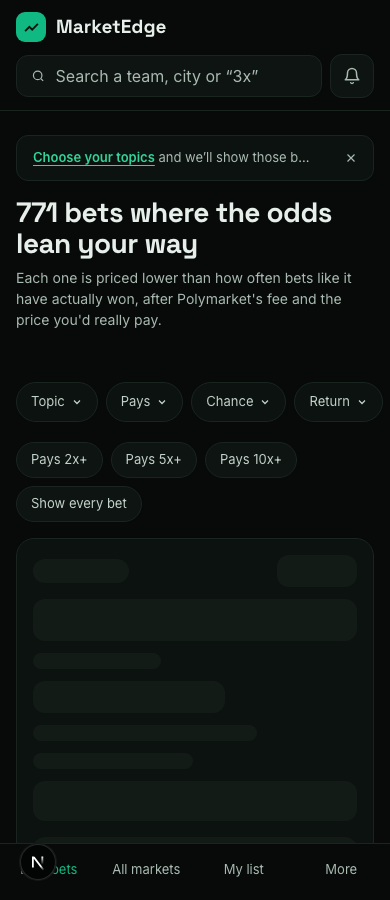 MarketEdge
Search a team, city or “3x”
Choose your topics and we’ll show those b...
771 bets where the odds
lean your way
Each one is priced lower than how often bets like it
have actually won, after Polymarket's fee and the
price you'd really pay.
Topic
Pays
Chance
Return
Pays 2x+
Pays 5x+
Pays 10x+
Show every bet
N
bets
All markets
My list
More